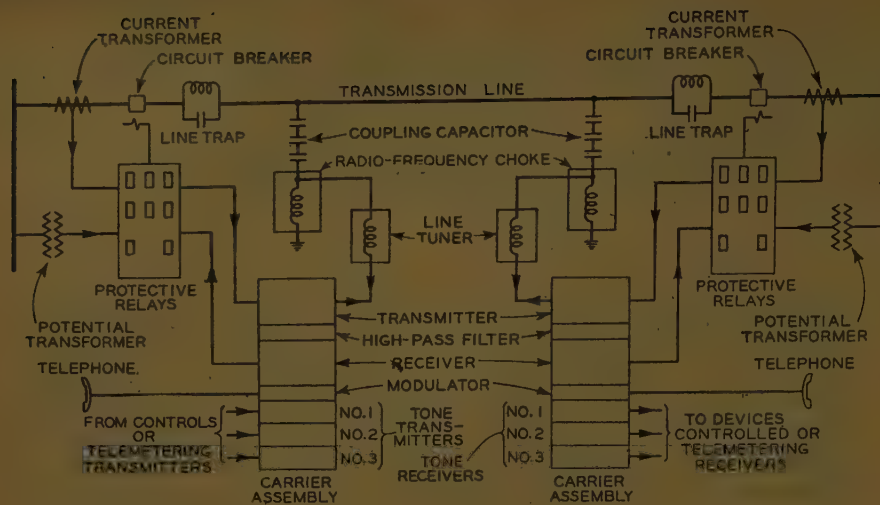 CURRENT
TRANSFORMER
CIRCUIT BREAKER
CURRENT
TRANSFORMER
CIRCUIT BREAKER
TRANSMISSION LINE
LINE TRAP
COUPLING CAPACITOR
LINE TRAP
RADIO-FREQUENCY CHOKE
LINE
TUNER
PROTECTIVE
RELAYS
PROTECTIVE
RELAYS
POTENTIAL
TRANSFORMER
TRANSMITTER
POTENTIAL
TRANSFORMER
HIGH-PASS FILTER
TELEPHONE
RECEIVER
TELEPHONE
MODULATOR
FROM CONTROLS
OR
TELEMETERING
TRANSMITTERS
NO.1
NO.2
NO.3
TONE
TRANS-
MITTERS
TONE
RECEIVERS
NO.1
NO.2
NO.3
TO DEVICES
CONTROLLED OR
TELEMETERING
RECEIVERS
CARRIER
ASSEMBLY
CARRIER
ASSEMBLY